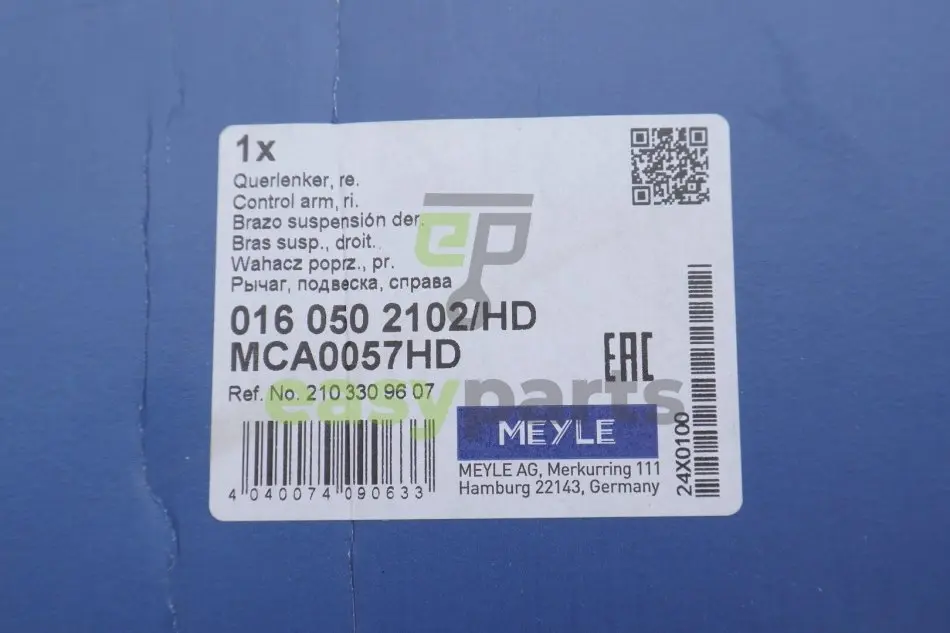 1x
Querlenker, re.
Control arm, ri.
Brazo suspensión der.
Bras susp., droit.
Wahacz poprz., pr.
Рычаг, подвеска, справа
016 050 2102/HD
MCA0057HD
Ref. No. 210 330 96 07
EAC
ep
easyparts
MEYLE
MEYLE AG, Merkurring 111
Hamburg 22143, Germany
4 040074 090633
24X0100